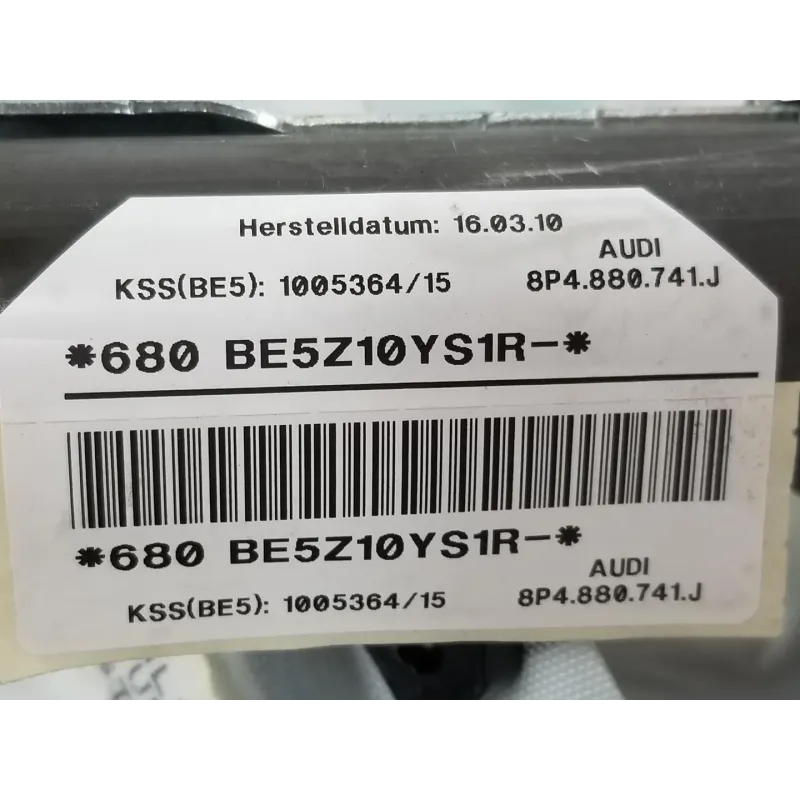 Herstelldatum: 16.03.10
AUDI
KSS(BE5): 1005364/15 8P4.880.741.J
*680 BE5Z10YS1R-*
*680 BE5Z10YS1R-*
AUDI
KSS(BE5): 1005364/15 8P4.880.741.J